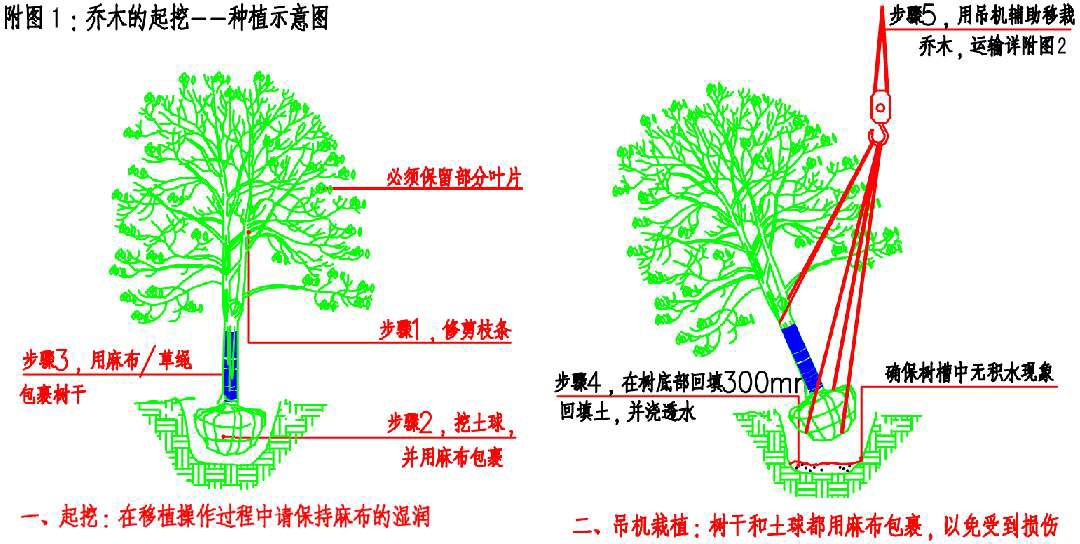 附图1：乔木的起挖--种植示意图
必须保留部分叶片
步骤1，修剪枝条
步骤3，用麻布/草绳
包裹树干
步骤2，挖土球，
并用麻布包裹
一、起挖：在移植操作过程中请保持麻布的湿润
步骤5，用吊机辅助移栽
乔木，运输详附图2
步骤4，在树底部回填300mm
回填土，并浇透水
确保树槽中无积水现象
二、吊机栽植：树干和土球都用麻布包裹，以免受到损伤